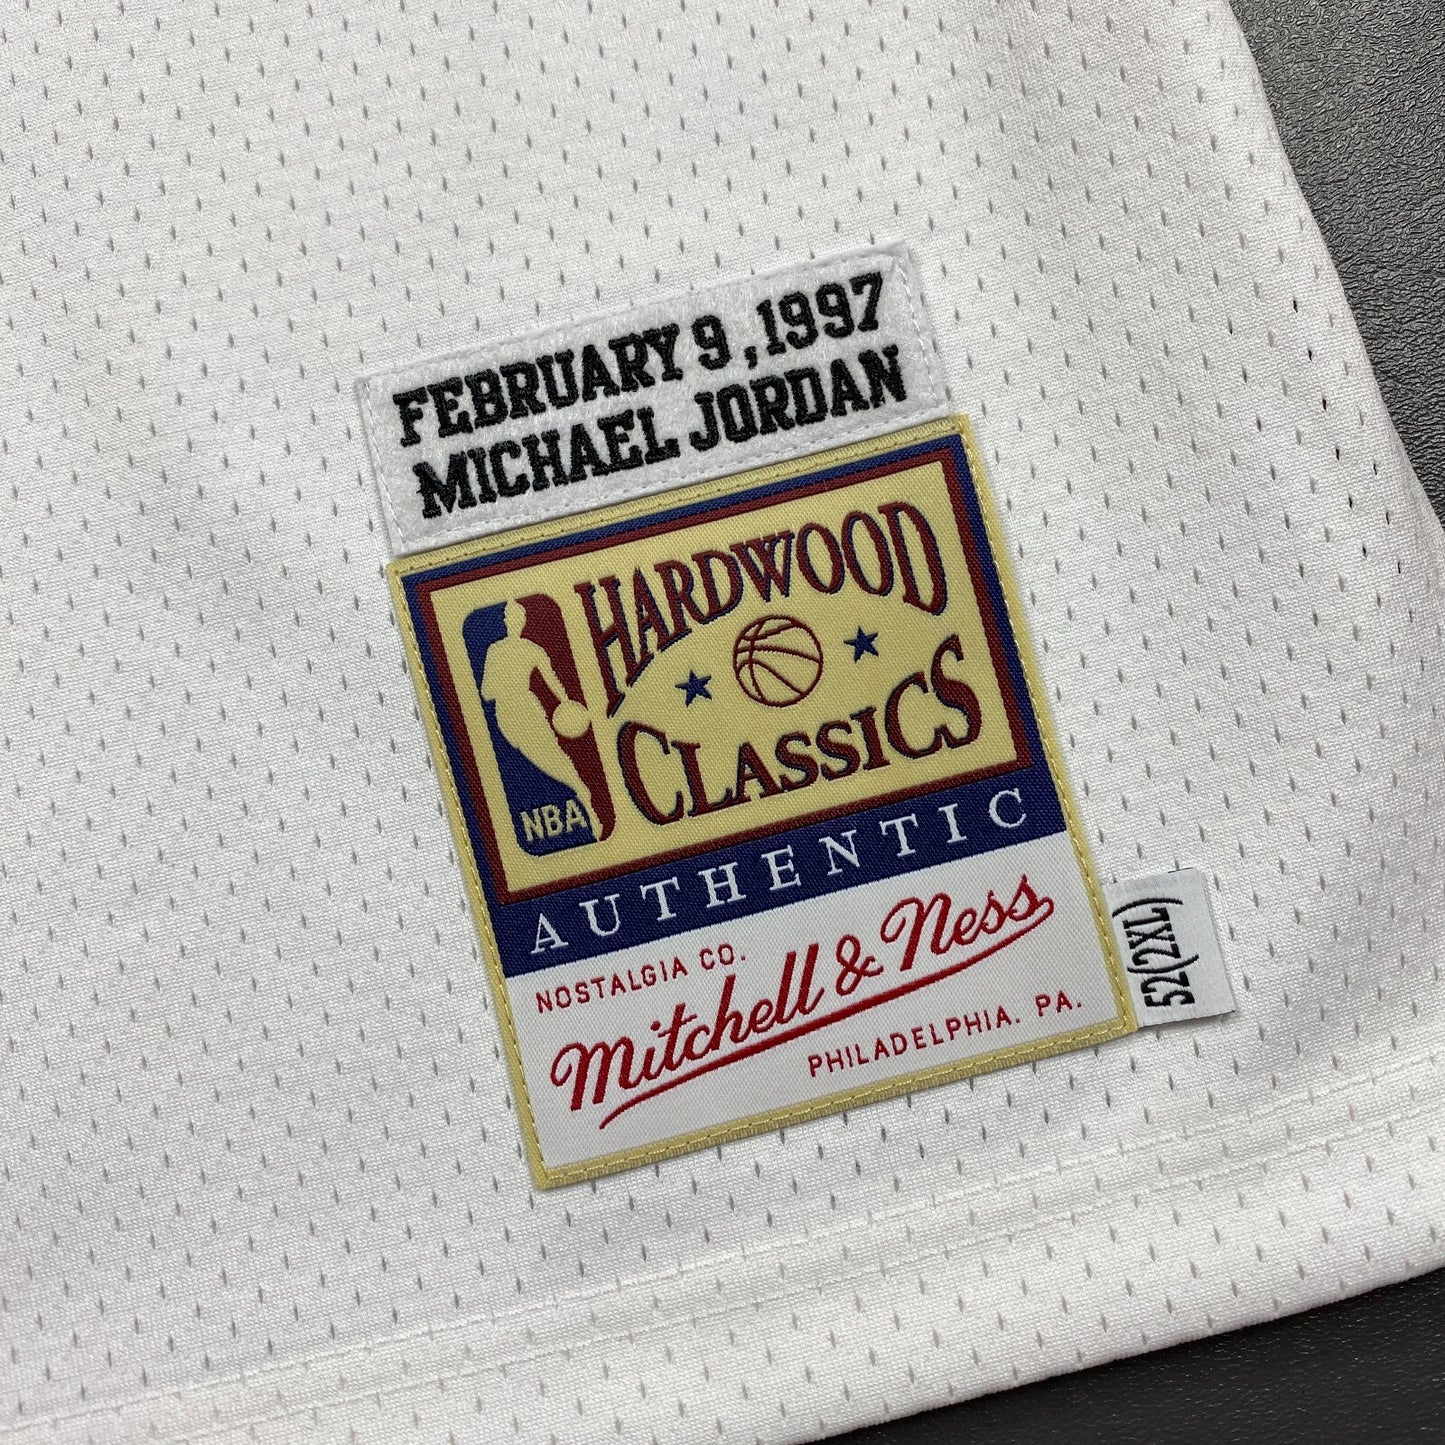 FEBRUARY 9, 1997
MICHAEL JORDAN
HARDWOOD
CLASSICS
NBA
AUTHENTIC
NOSTALGIA CO.
Mitchell & Ness
PHILADELPHIA. PA.
52(2XL)